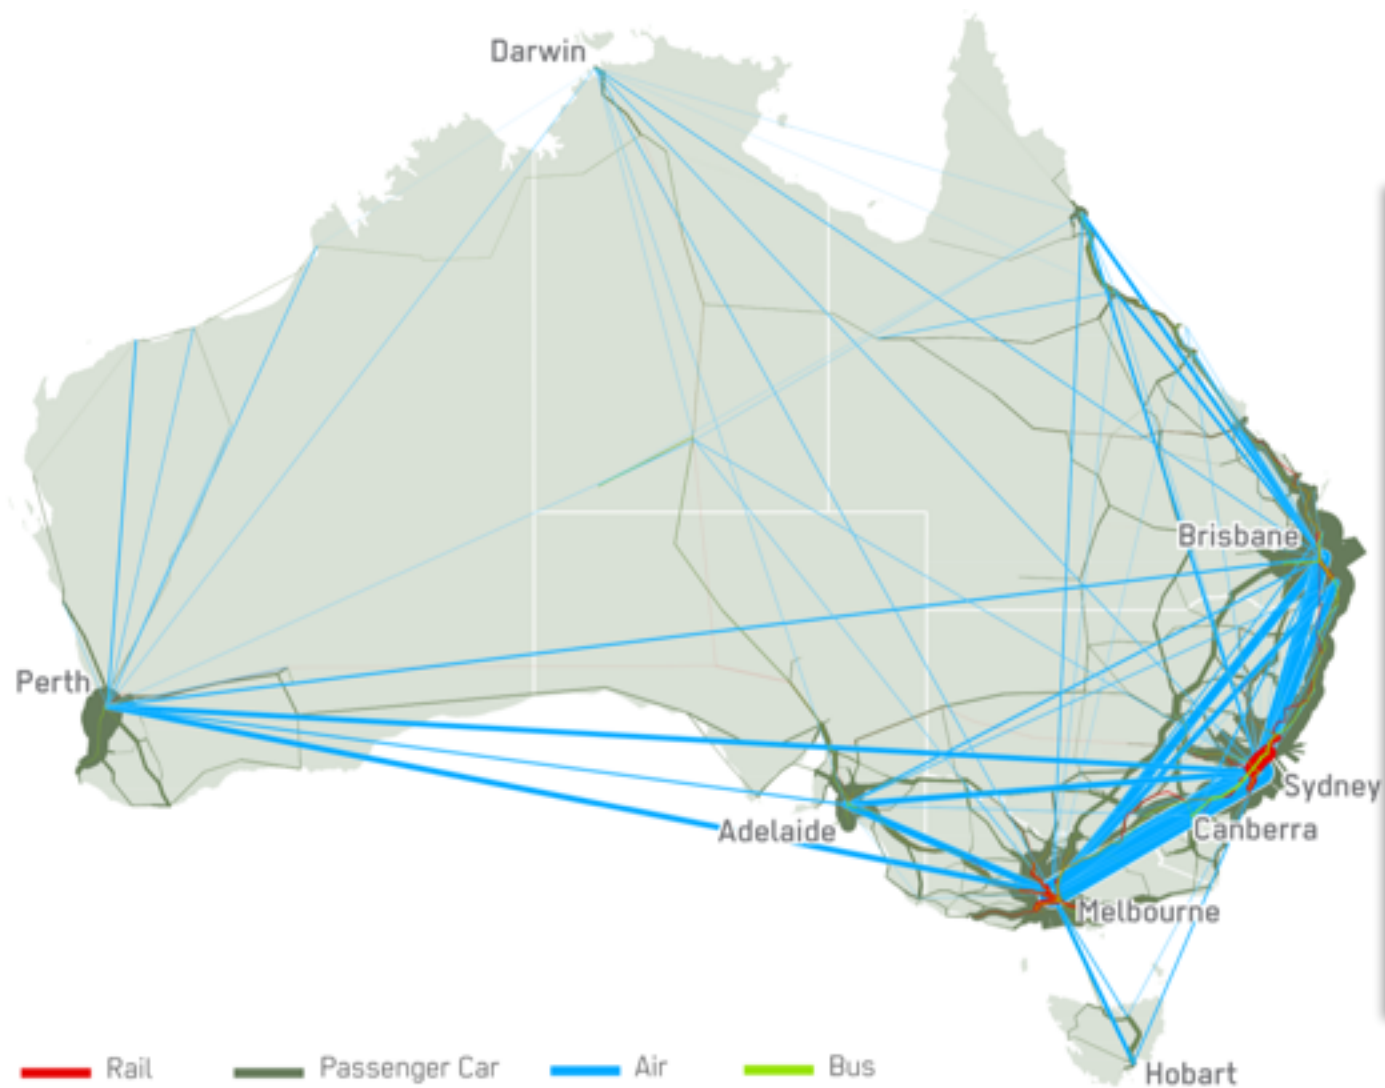 Darwin
Brisbane
Perth
Sydney
Adelaide
Canberra
Melbourne
Rail
Passenger Car
Air
Bus
Hobart